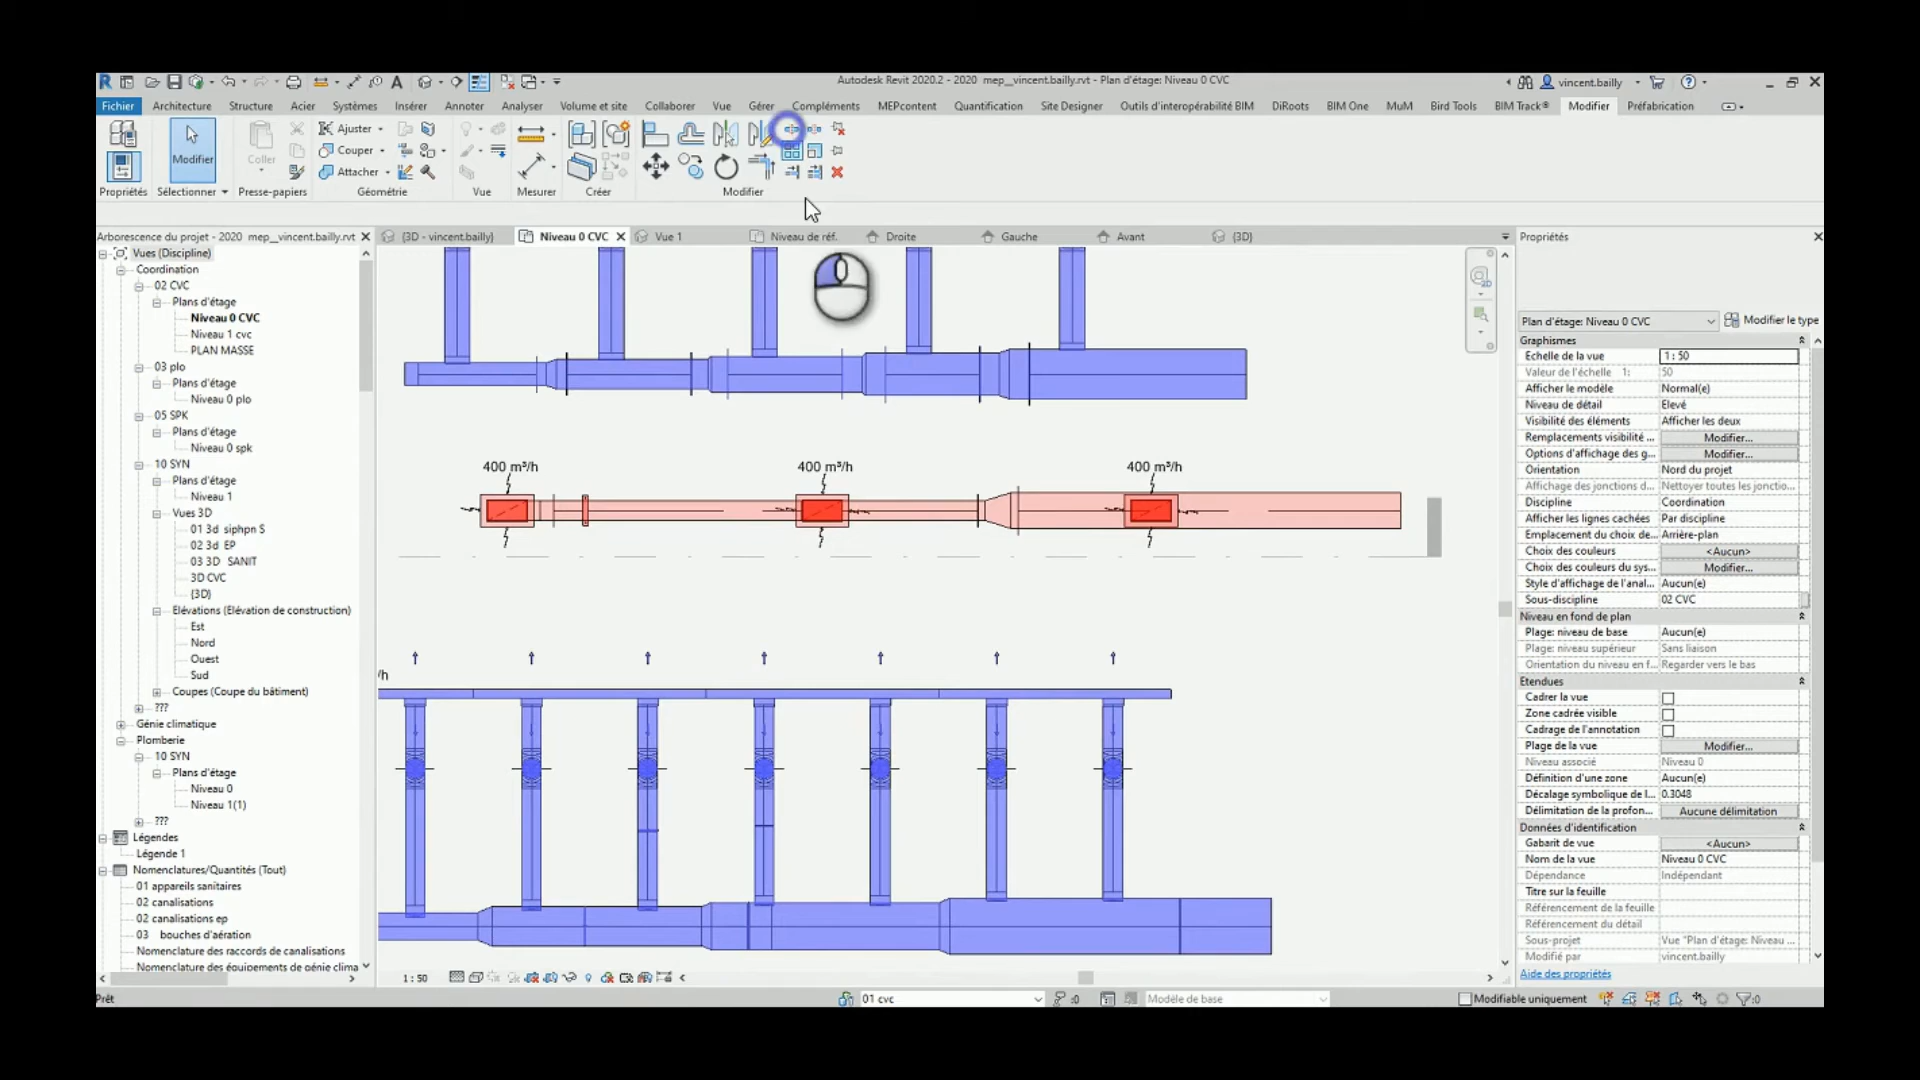 Autodesk Revit 2020.2 - 2020 mep__vincent.bailly.rvt - Plan d'étage: Niveau 0 CVC
vincent.bailly
Fichier Architecture Structure Acier Systèmes Insérer Annoter Analyser Volume et site Collaborer Vue Gérer Compléments MEPcontent Quantification Site Designer Outils d'interopérabilité BIM DiRoots BIM One MuM Bird Tools BIM Track® Modifier Préfabrication
Modifier Coller Ajuster Couper Attacher
Propriétés Sélectionner Presse-papiers Géométrie Vue Mesurer Créer Modifier
Arborescence du projet - 2020 mep__vincent.bailly.rvt
{3D - vincent.bailly} Niveau 0 CVC Vue 1 Niveau de réf. Droite Gauche Avant {3D}
Vues (Discipline)
Coordination
02 CVC
Plans d'étage
Niveau 0 CVC
Niveau 1 cvc
PLAN MASSE
03 plo
Plans d'étage
Niveau 0 plo
05 SPK
Plans d'étage
Niveau 0 spk
10 SYN
Plans d'étage
Niveau 1
Vues 3D
01 3d siphpn S
02 3d EP
03 3D SANIT
3D CVC
{3D}
Elévations (Elévation de construction)
Est
Nord
Ouest
Sud
Coupes (Coupe du bâtiment)
???
Génie climatique
Plomberie
10 SYN
Plans d'étage
Niveau 0
Niveau 1(1)
???
Légendes
Légende 1
Nomenclatures/Quantités (Tout)
01 appareils sanitaires
02 canalisations
02 canalisations ep
03 bouches d'aération
Nomenclature des raccords de canalisations
Nomenclature des équipements de génie clima
400 m³/h 400 m³/h 400 m³/h
/h
1 : 50
Propriétés
Plan d'étage: Niveau 0 CVC Modifier le type
Graphismes
Echelle de la vue 1 : 50
Valeur de l'échelle 1: 50
Afficher le modèle Normal(e)
Niveau de détail Elevé
Visibilité des éléments Afficher les deux
Remplacements visibilité ... Modifier...
Options d'affichage des g... Modifier...
Orientation Nord du projet
Affichage des jonctions d... Nettoyer toutes les jonctio...
Discipline Coordination
Afficher les lignes cachées Par discipline
Emplacement du choix de... Arrière-plan
Choix des couleurs <Aucun>
Choix des couleurs du sys... Modifier...
Style d'affichage de l'anal... Aucun(e)
Sous-discipline 02 CVC
Niveau en fond de plan
Plage: niveau de base Aucun(e)
Plage: niveau supérieur Sans liaison
Orientation du niveau en f... Regarder vers le bas
Etendues
Cadrer la vue
Zone cadrée visible
Cadrage de l'annotation
Plage de la vue Modifier...
Niveau associé Niveau 0
Définition d'une zone Aucun(e)
Décalage symbolique de l... 0.3048
Délimitation de la profon... Aucune délimitation
Données d'identification
Gabarit de vue <Aucun>
Nom de la vue Niveau 0 CVC
Dépendance Indépendant
Titre sur la feuille
Référencement de la feuille
Référencement du détail
Sous-projet Vue "Plan d'étage: Niveau ...
Modifié par vincent.bailly
Aide des propriétés
Prêt 01 cvc :0 Modèle de base Modifiable uniquement :0